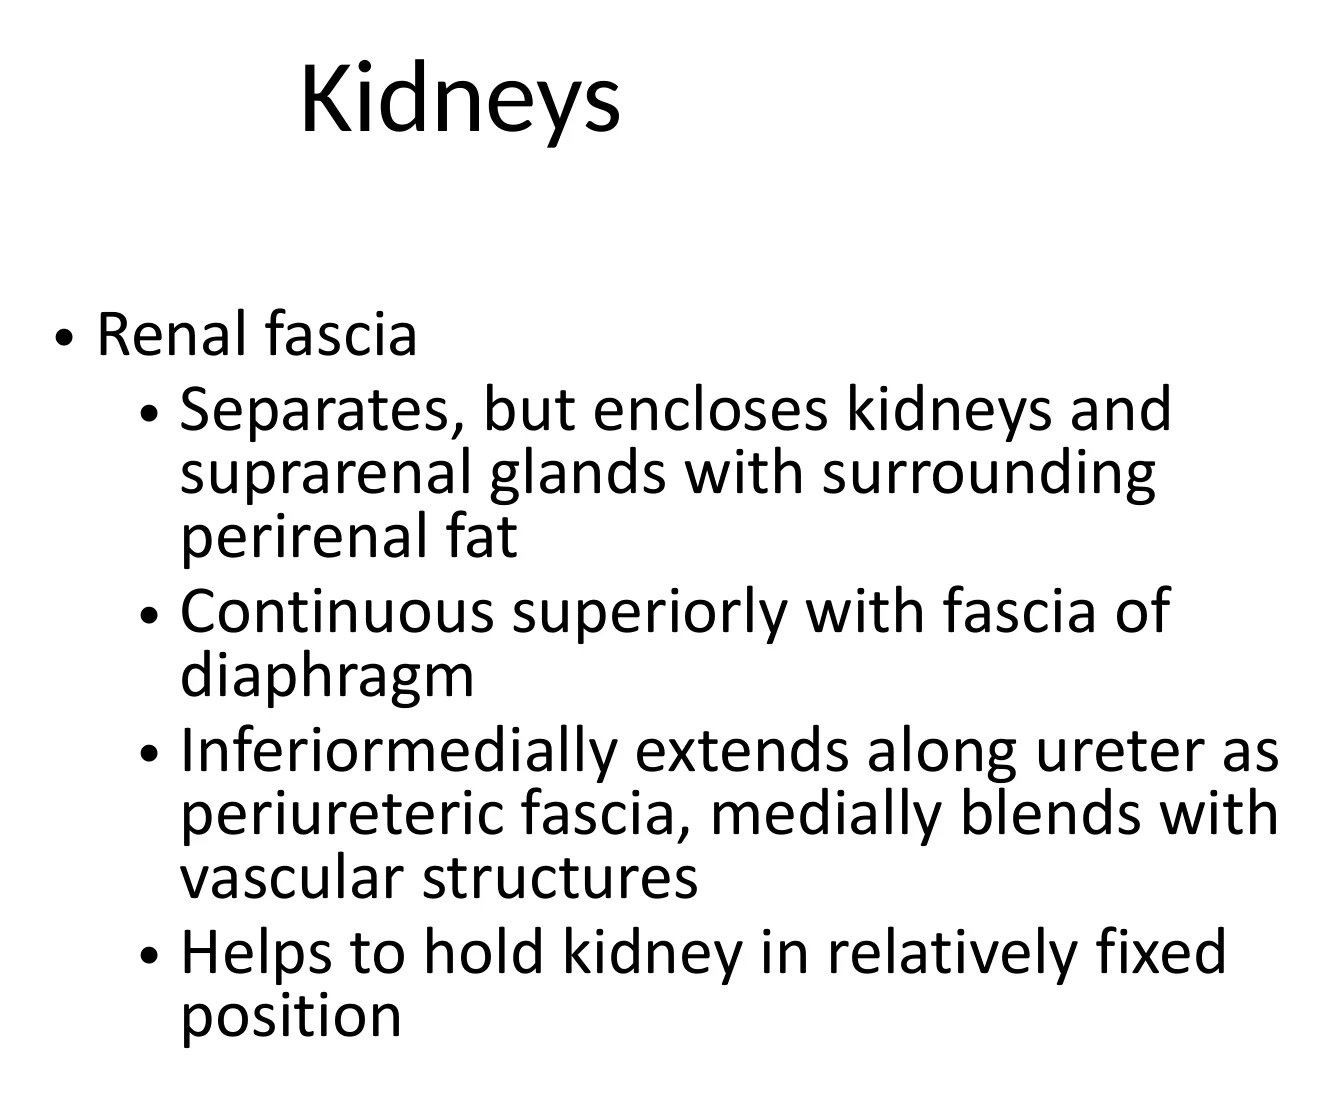 Kidneys
• Renal fascia
• Separates, but encloses kidneys and
suprarenal glands with surrounding
perirenal fat
• Continuous superiorly with fascia of
diaphragm
• Inferiormedially extends along ureter as
periureteric fascia, medially blends with
vascular structures
• Helps to hold kidney in relatively fixed
position